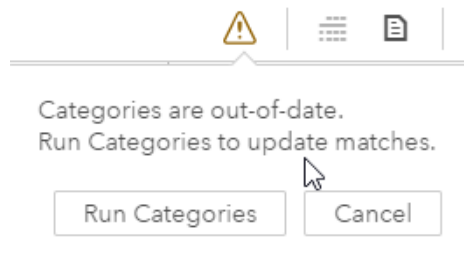 Categories are out-of-date.
Run Categories to update matches.
Run Categories
Cancel